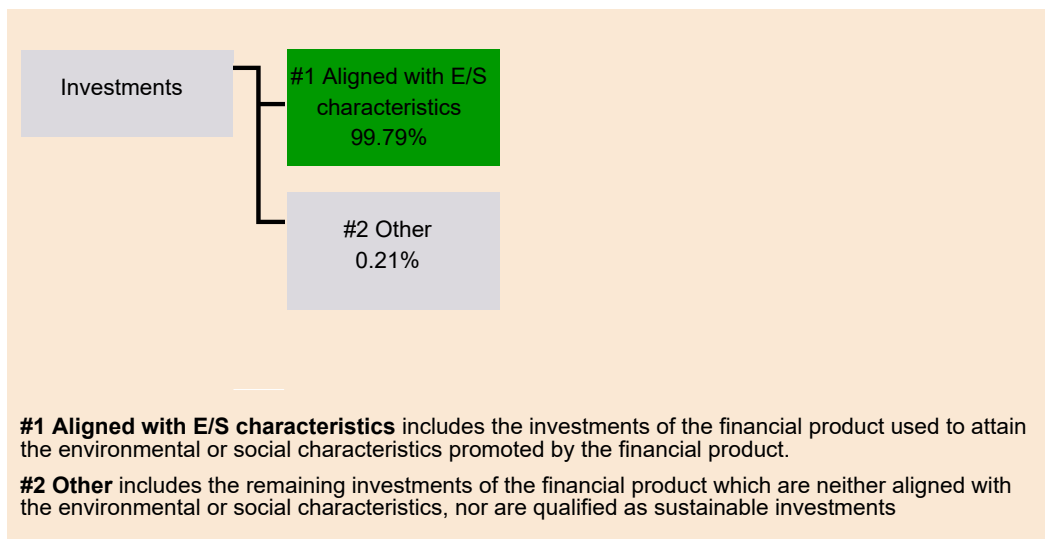 Investments
#1 Aligned with E/S
characteristics
99.79%
#2 Other
0.21%
#1 Aligned with E/S characteristics includes the investments of the financial product used to attain
the environmental or social characteristics promoted by the financial product.
#2 Other includes the remaining investments of the financial product which are neither aligned with
the environmental or social characteristics, nor are qualified as sustainable investments